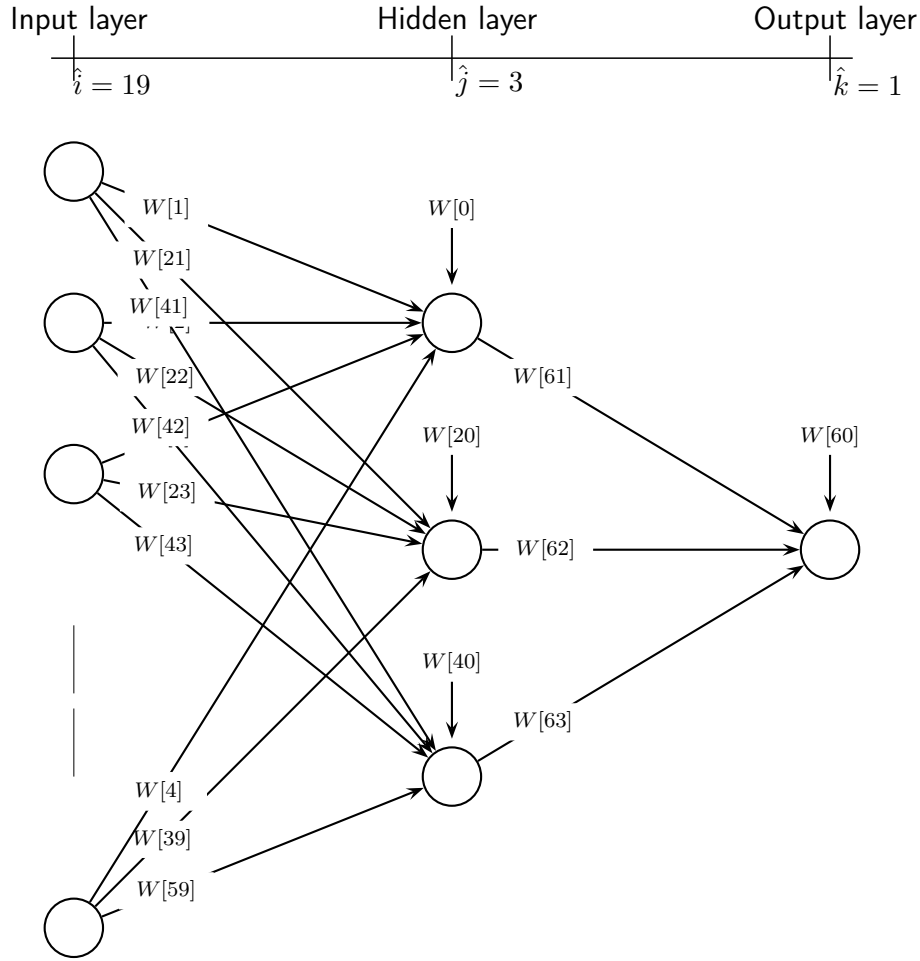 Input layer Hidden layer Output layer
î = 19 ĵ = 3 k̂ = 1
W[1] W[0]
W[21]
W[41]
W[22] W[61]
W[42] W[20] W[60]
W[23]
W[43] W[62]
W[40]
W[63]
W[4]
W[39]
W[59]